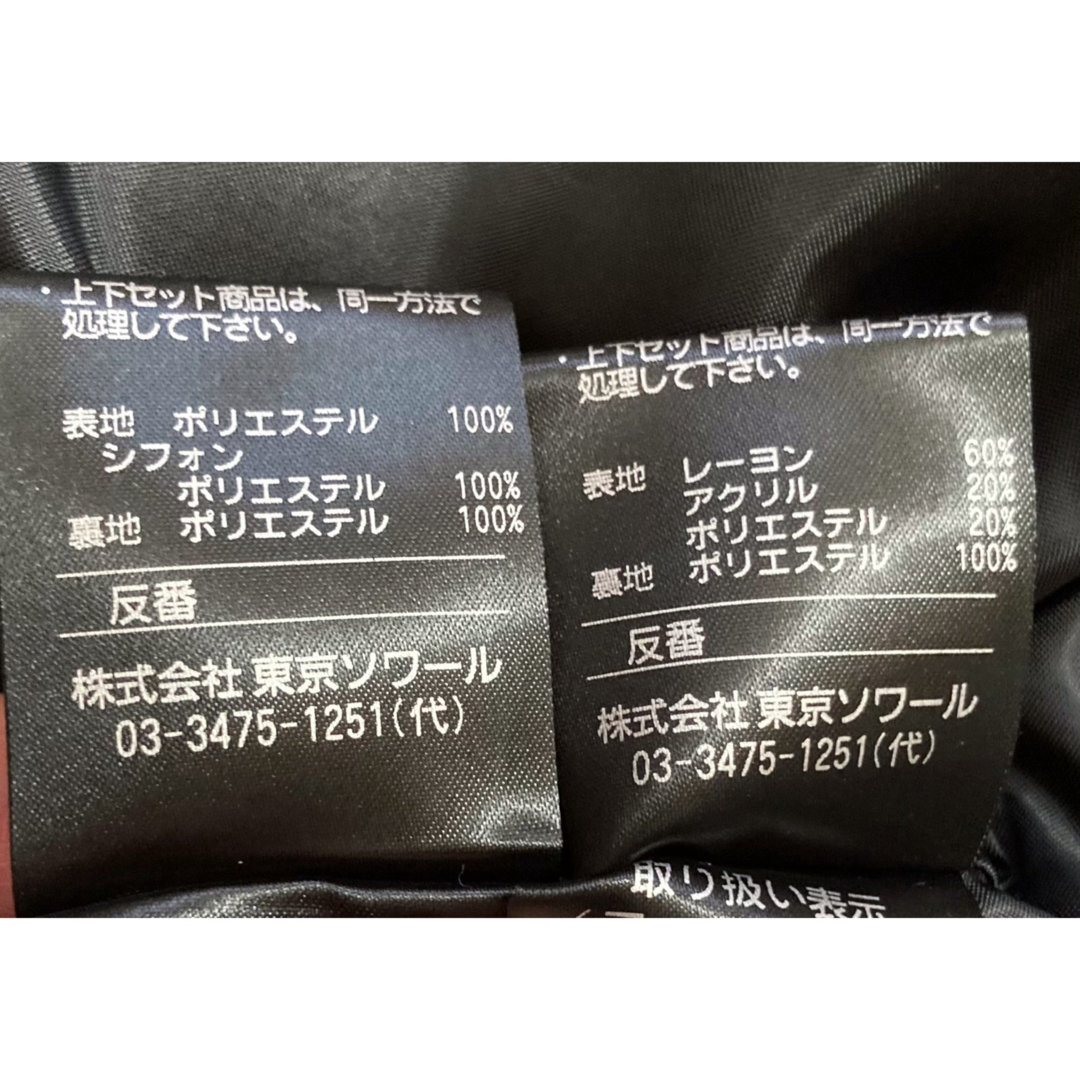 ・上下セット商品は、同一方法で
処理して下さい。
表地 ポリエステル 100%
シフォン
ポリエステル 100%
裏地 ポリエステル 100%
反番
株式会社 東京ソワール
03-3475-1251(代)
・上下セット商品は、同一方法で
処理して下さい。
表地 レーヨン 60%
アクリル 20%
ポリエステル 20%
裏地 ポリエステル 100%
反番
株式会社 東京ソワール
03-3475-1251(代)
取り扱い表示